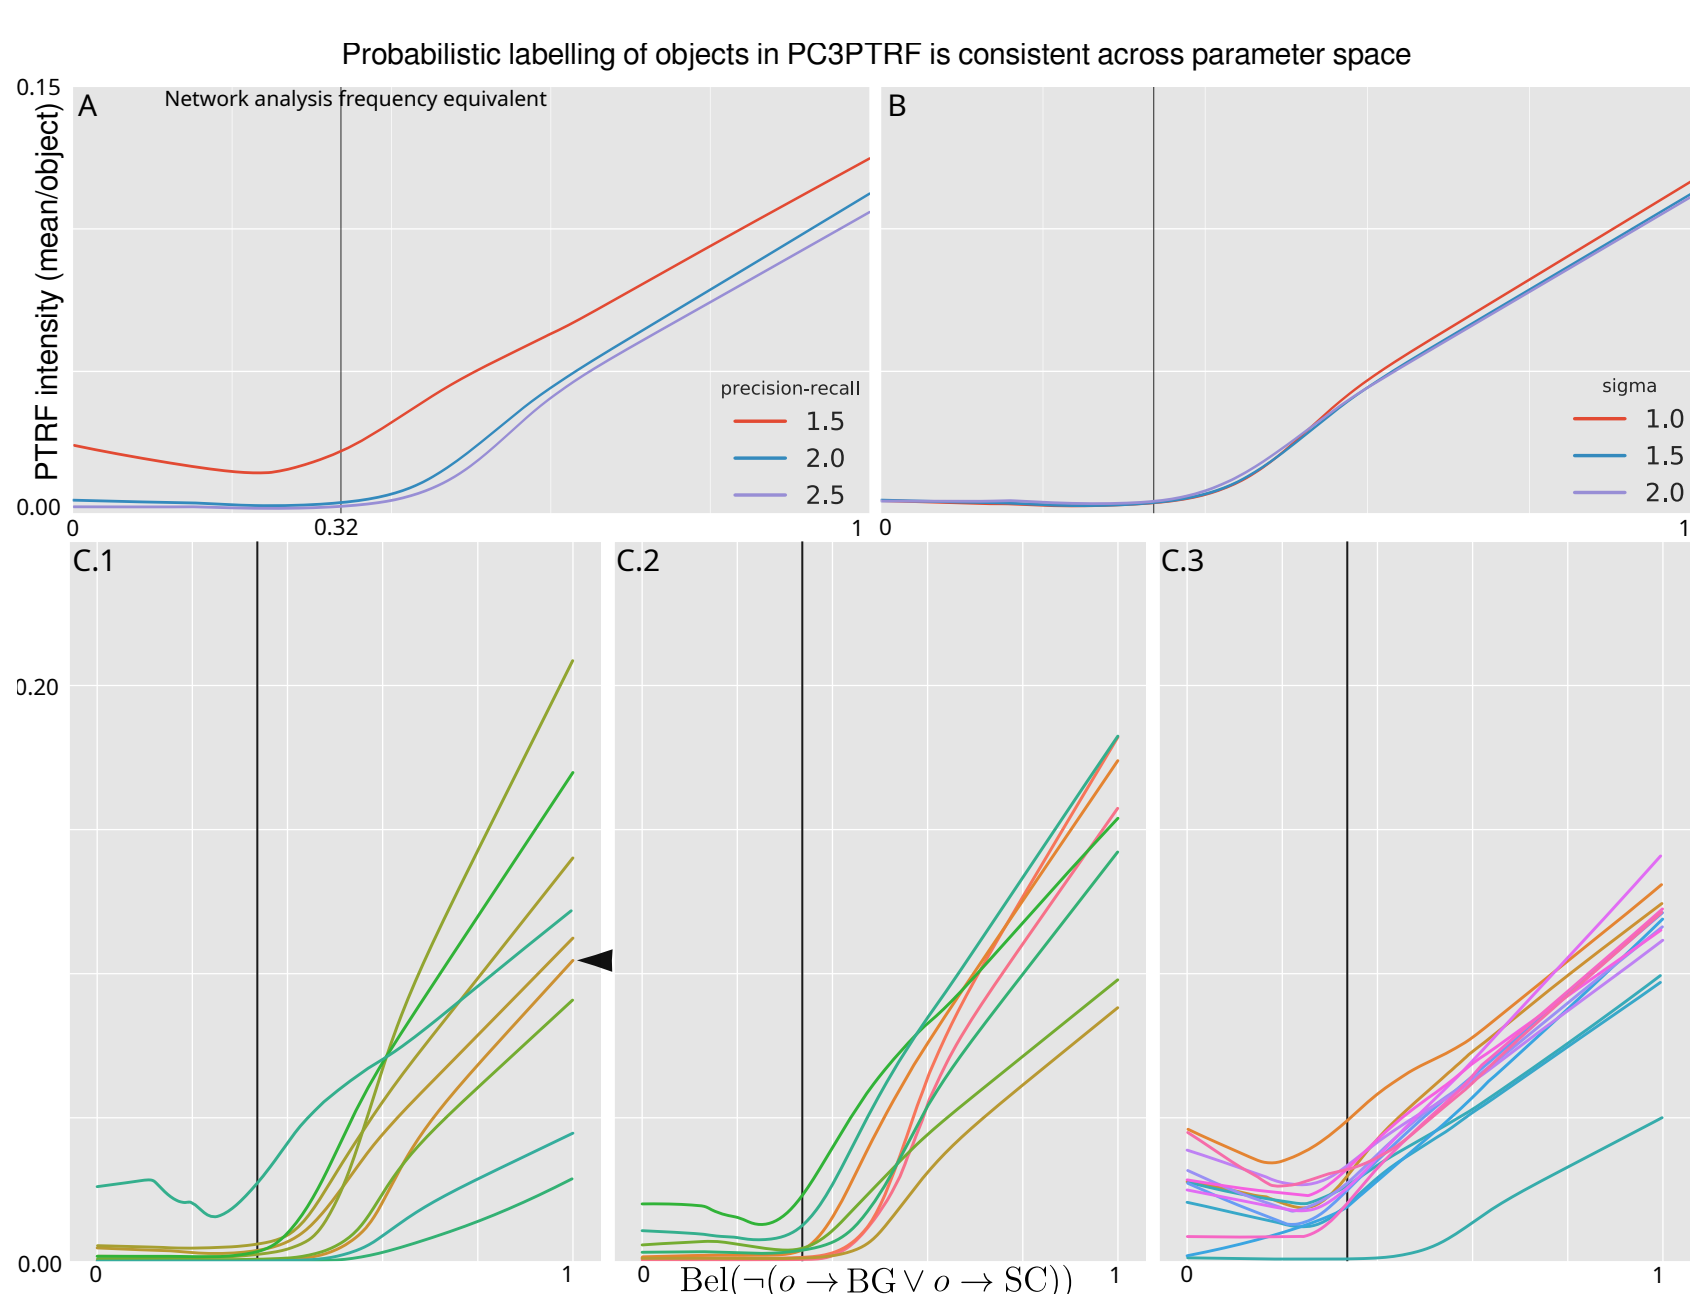 Probabilistic labelling of objects in PC3PTRF is consistent across parameter space
0.15
A
Network analysis frequency equivalent
B
PTRF intensity (mean/object)
precision-recall
1.5
2.0
2.5
sigma
1.0
1.5
2.0
0.00
0
0.32
1
0
1
C.1
C.2
C.3
0.20
0.00
0
1
0
1
0
1
Bel(¬(o → BG ∨ o → SC))